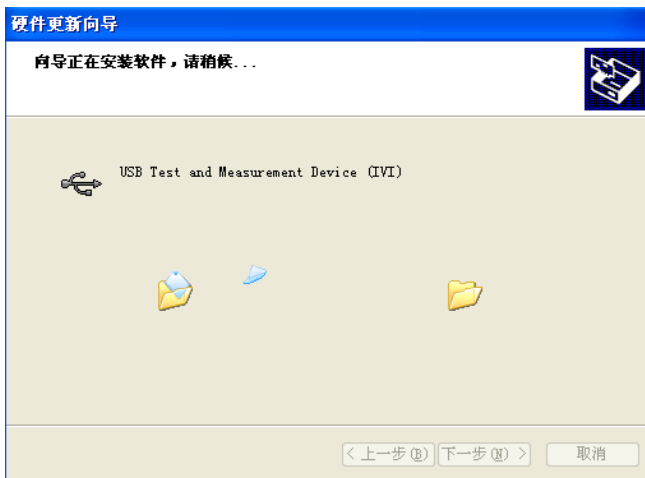 硬件更新向导
向导正在安装软件，请稍候...
USB Test and Measurement Device (IVI)
< 上一步(B) 下一步(N) > 取消